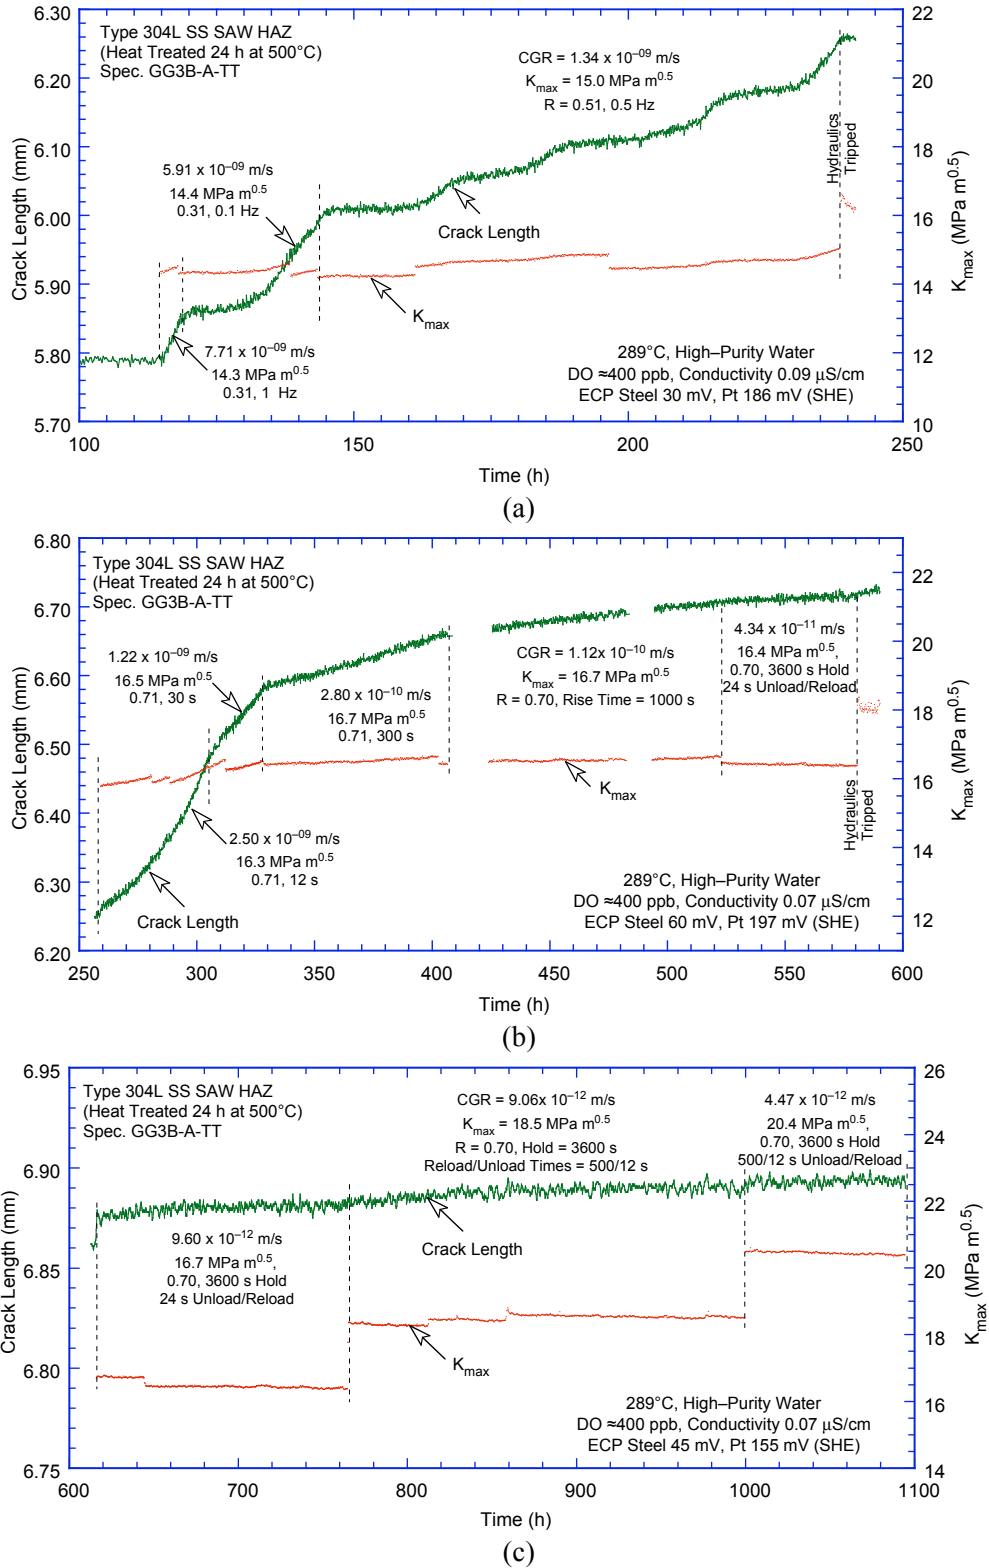 Type 304L SS SAW HAZ
(Heat Treated 24 h at 500°C)
Spec. GG3B-A-TT
CGR = 1.34 x 10–09 m/s
Kmax = 15.0 MPa m0.5
R = 0.51, 0.5 Hz
5.91 x 10–09 m/s
14.4 MPa m0.5
0.31, 0.1 Hz
Crack Length
Kmax
7.71 x 10–09 m/s
14.3 MPa m0.5
0.31, 1 Hz
Hydraulics
Tripped
289°C, High–Purity Water
DO ≈400 ppb, Conductivity 0.09 µS/cm
ECP Steel 30 mV, Pt 186 mV (SHE)
Crack Length (mm)
6.30
6.20
6.10
6.00
5.90
5.80
5.70
Kmax (MPa m0.5)
22
20
18
16
14
12
10
100 150 200 250
Time (h)
(a)
Type 304L SS SAW HAZ
(Heat Treated 24 h at 500°C)
Spec. GG3B-A-TT
1.22 x 10–09 m/s
16.5 MPa m0.5
0.71, 30 s
2.80 x 10–10 m/s
16.7 MPa m0.5
0.71, 300 s
CGR = 1.12x 10–10 m/s
Kmax = 16.7 MPa m0.5
R = 0.70, Rise Time = 1000 s
4.34 x 10–11 m/s
16.4 MPa m0.5,
0.70, 3600 s Hold
24 s Unload/Reload
Kmax
2.50 x 10–09 m/s
16.3 MPa m0.5
0.71, 12 s
Crack Length
Hydraulics
Tripped
289°C, High–Purity Water
DO ≈400 ppb, Conductivity 0.07 µS/cm
ECP Steel 60 mV, Pt 197 mV (SHE)
Crack Length (mm)
6.80
6.70
6.60
6.50
6.40
6.30
6.20
Kmax (MPa m0.5)
22
20
18
16
14
12
250 300 350 400 450 500 550 600
Time (h)
(b)
Type 304L SS SAW HAZ
(Heat Treated 24 h at 500°C)
Spec. GG3B-A-TT
CGR = 9.06x 10–12 m/s
Kmax = 18.5 MPa m0.5
R = 0.70, Hold = 3600 s
Reload/Unload Times = 500/12 s
4.47 x 10–12 m/s
20.4 MPa m0.5,
0.70, 3600 s Hold
500/12 s Unload/Reload
9.60 x 10–12 m/s
16.7 MPa m0.5,
0.70, 3600 s Hold
24 s Unload/Reload
Crack Length
Kmax
289°C, High–Purity Water
DO ≈400 ppb, Conductivity 0.07 µS/cm
ECP Steel 45 mV, Pt 155 mV (SHE)
Crack Length (mm)
6.95
6.90
6.85
6.80
6.75
Kmax (MPa m0.5)
26
24
22
20
18
16
14
600 700 800 900 1000 1100
Time (h)
(c)